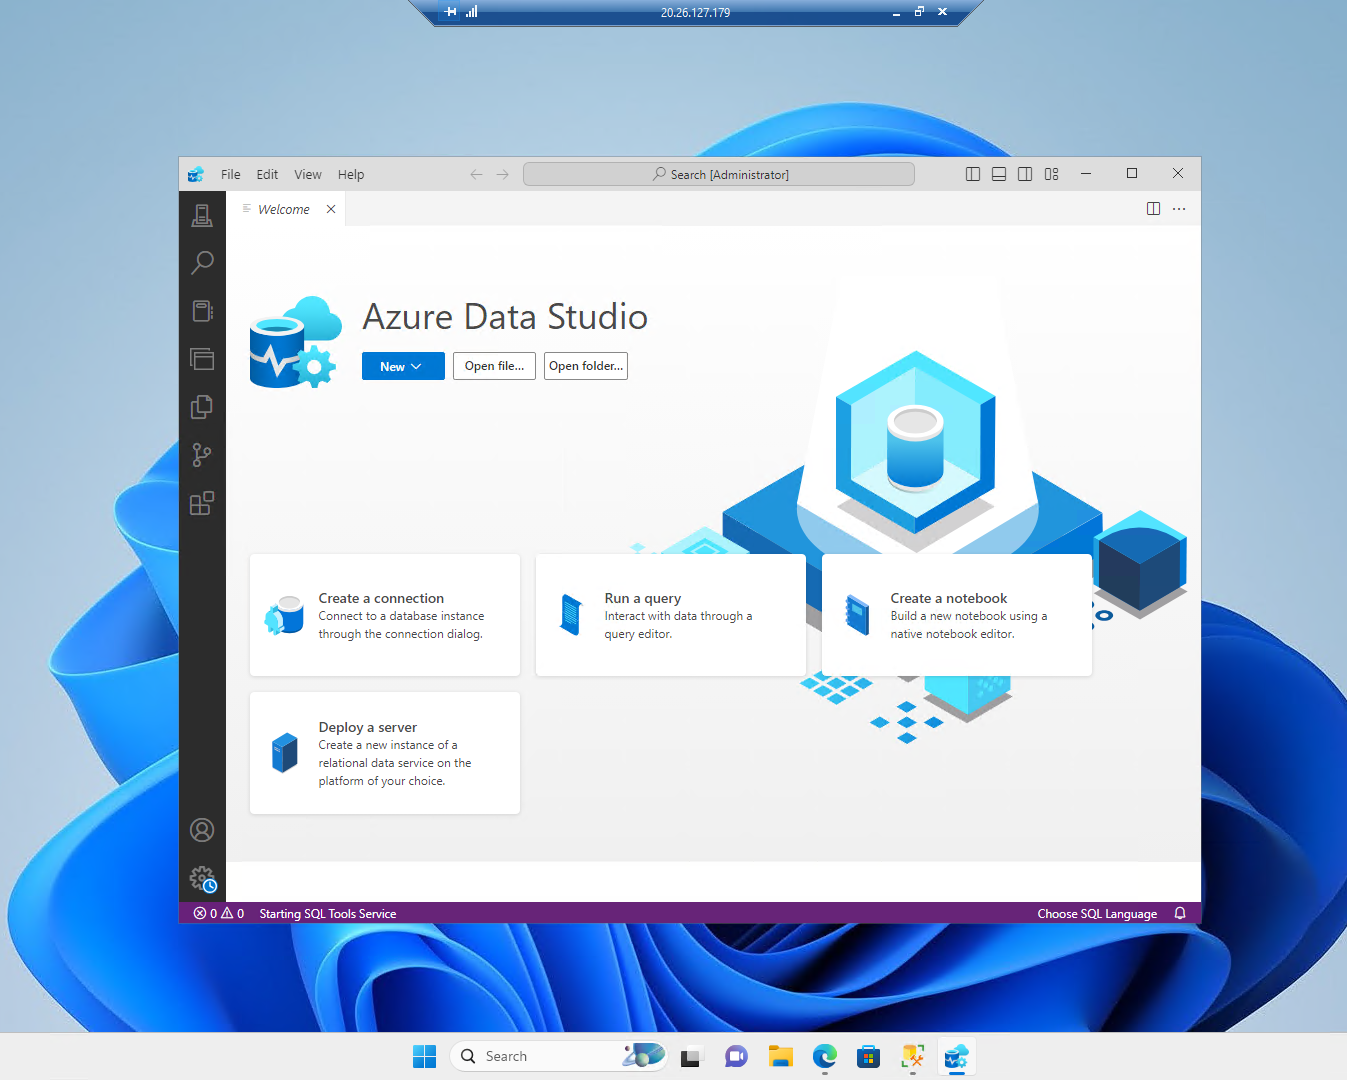 20.26.127.179
File Edit View Help
Search [Administrator]
Welcome
Azure Data Studio
New
Open file...
Open folder...
Create a connection
Connect to a database instance
through the connection dialog.
Run a query
Interact with data through a
query editor.
Create a notebook
Build a new notebook using a
native notebook editor.
Deploy a server
Create a new instance of a
relational data service on the
platform of your choice.
0 0 Starting SQL Tools Service
Choose SQL Language
Search